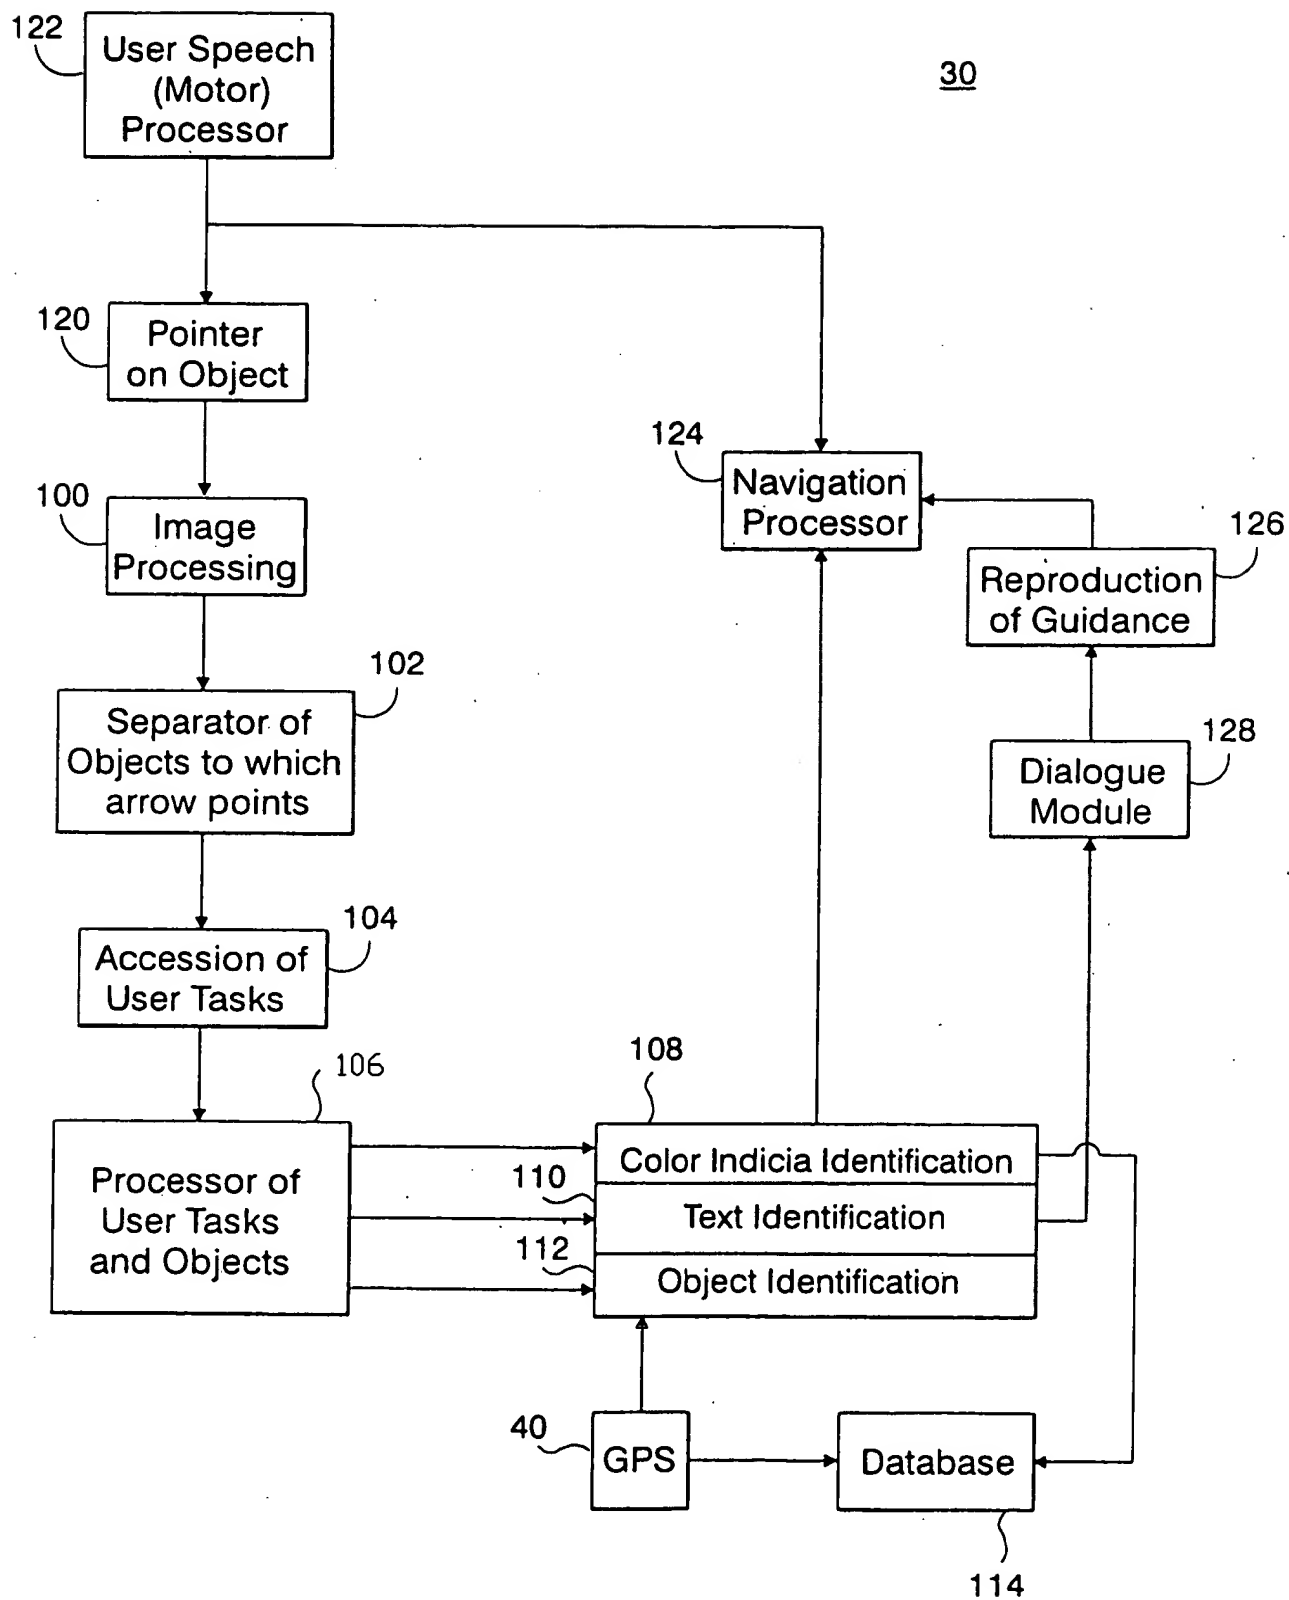 122
User Speech
(Motor)
Processor
30
120
Pointer
on Object
124
Navigation
Processor
100
Image
Processing
126
Reproduction
of Guidance
102
Separator of
Objects to which
arrow points
128
Dialogue
Module
104
Accession of
User Tasks
106
Processor of
User Tasks
and Objects
108
Color Indicia Identification
110
Text Identification
112
Object Identification
40
GPS
Database
114